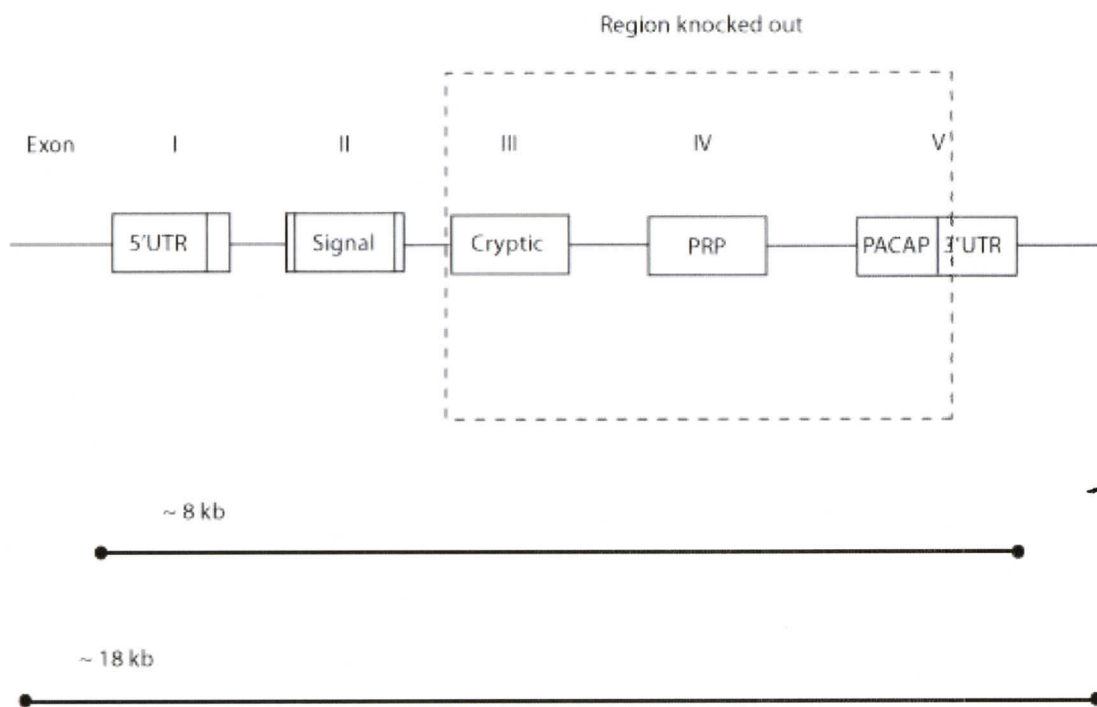 Region knocked out
Exon I II III IV V
5'UTR Signal Cryptic PRP PACAP 3'UTR
~ 8 kb
~ 18 kb